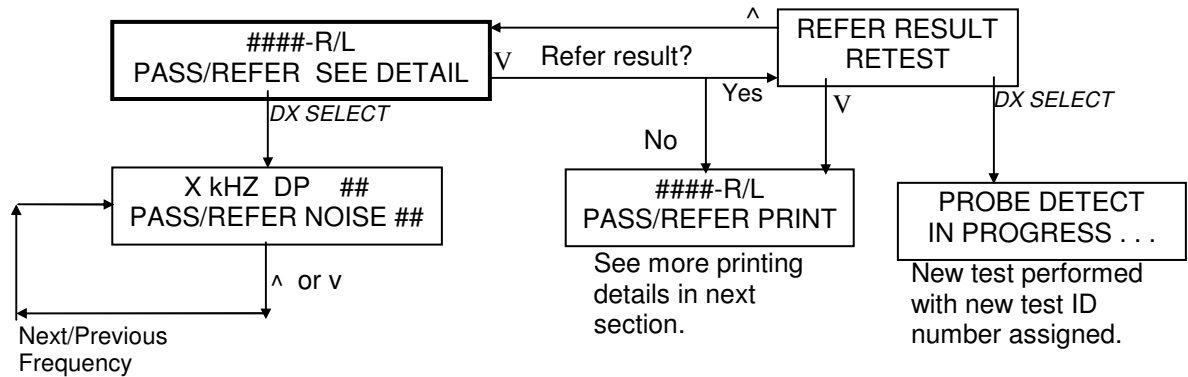 ####-R/L
PASS/REFER SEE DETAIL
V
Refer result?
^
REFER RESULT
RETEST
Yes
V
DX SELECT
DX SELECT
No
X kHZ DP ##
PASS/REFER NOISE ##
####-R/L
PASS/REFER PRINT
PROBE DETECT
IN PROGRESS . . .
^ or v
See more printing
details in next
section.
New test performed
with new test ID
number assigned.
Next/Previous
Frequency